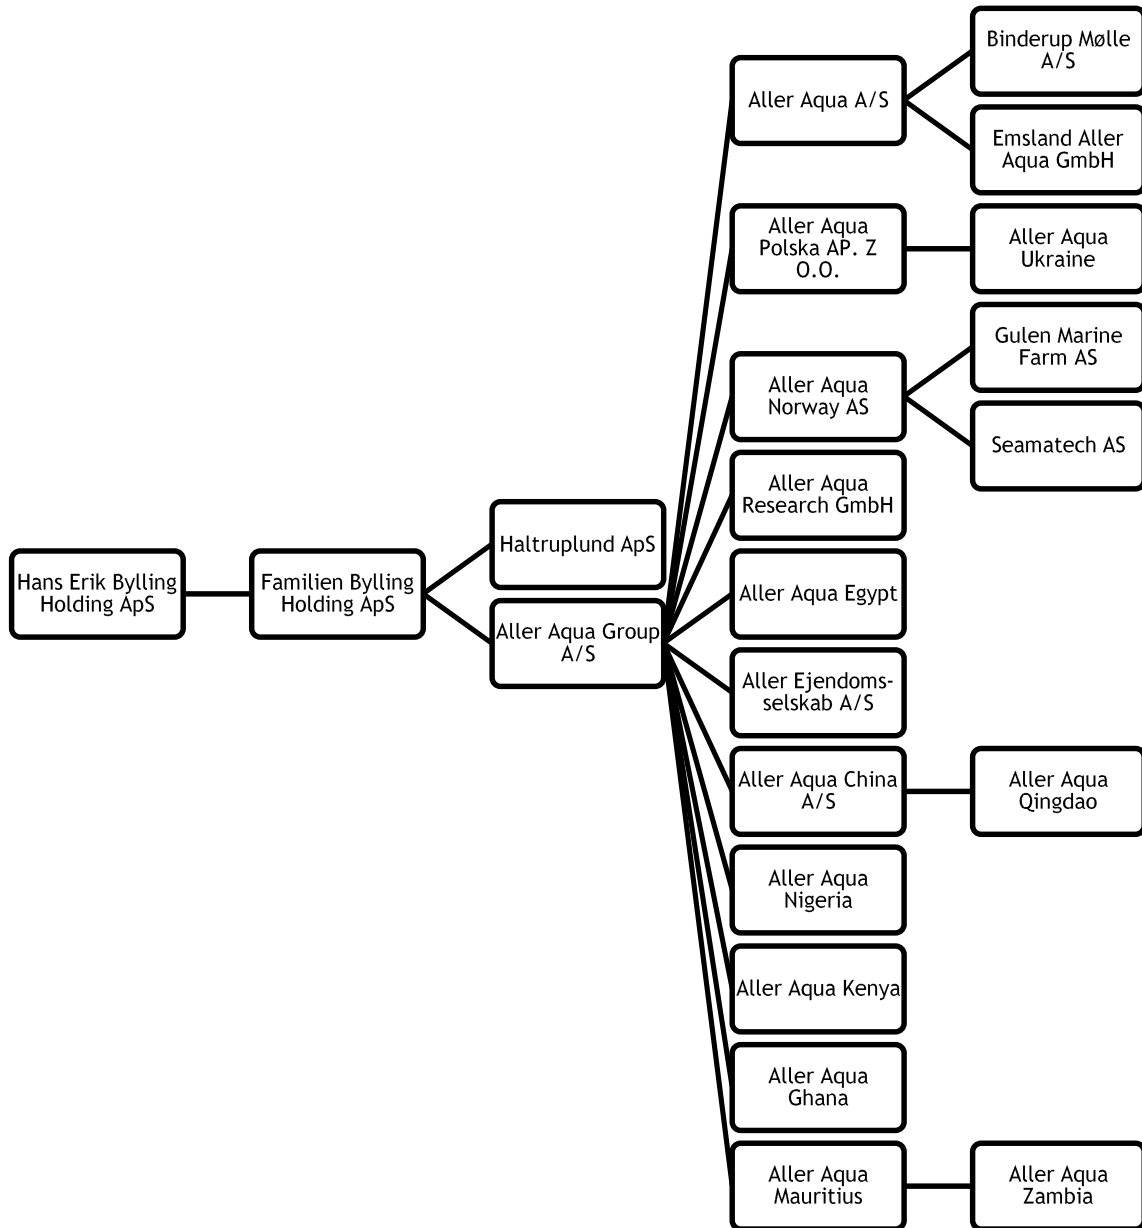 Hans Erik Bylling
Holding ApS
Familien Bylling
Holding ApS
Haltruplund ApS
Aller Aqua Group
A/S
Aller Aqua A/S
Binderup Mølle
A/S
Emsland Aller
Aqua GmbH
Aller Aqua
Polska AP. Z
O.O.
Aller Aqua
Ukraine
Aller Aqua
Norway AS
Gulen Marine
Farm AS
Seamatech AS
Aller Aqua
Research GmbH
Aller Aqua Egypt
Aller Ejendoms-
selskab A/S
Aller Aqua China
A/S
Aller Aqua
Qingdao
Aller Aqua
Nigeria
Aller Aqua Kenya
Aller Aqua
Ghana
Aller Aqua
Mauritius
Aller Aqua
Zambia